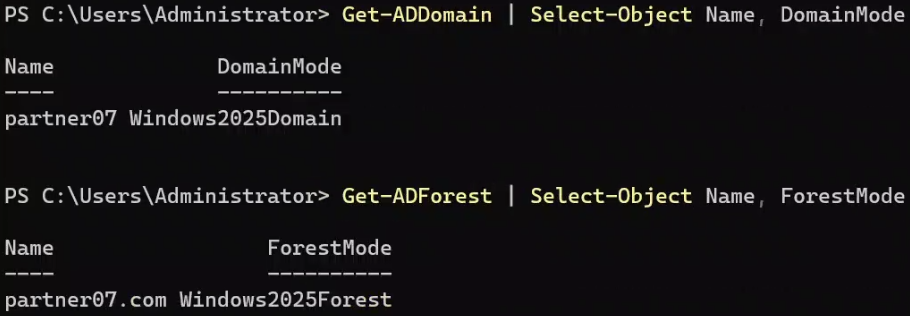 PS C:\Users\Administrator> Get-ADDomain | Select-Object Name, DomainMode
Name DomainMode
---- ----------
partner07 Windows2025Domain
PS C:\Users\Administrator> Get-ADForest | Select-Object Name, ForestMode
Name ForestMode
---- ----------
partner07.com Windows2025Forest